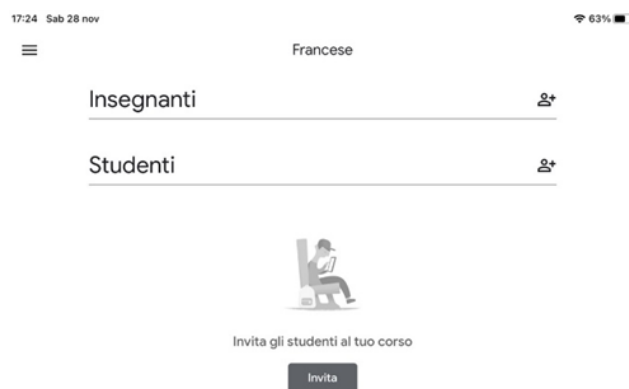 17:24 Sab 28 nov 63%
Francese
Insegnanti
Studenti
Invita gli studenti al tuo corso
Invita